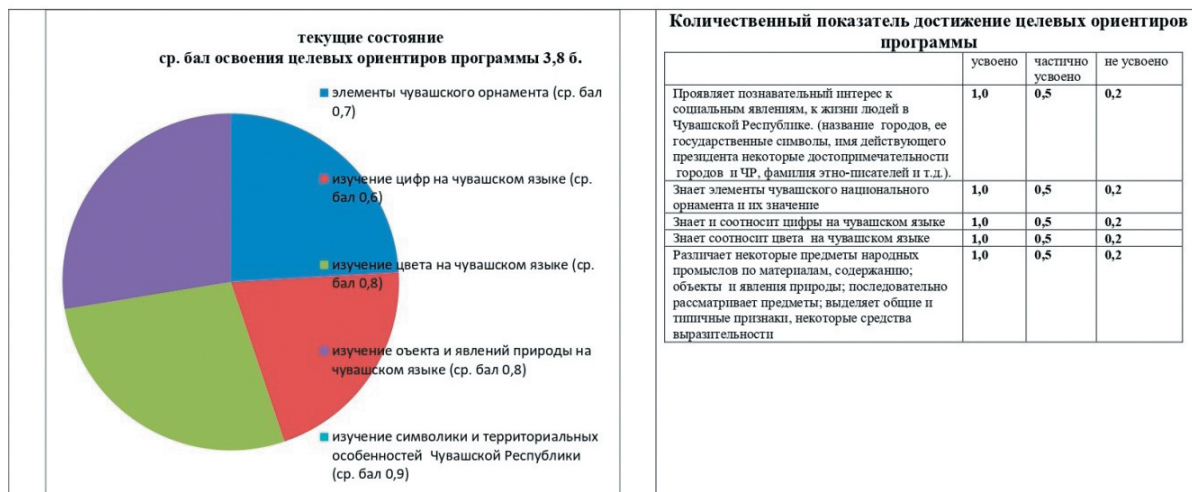 текущие состояние
ср. бал освоения целевых ориентиров программы 3,8 б.
элементы чувашского орнамента (ср. бал
0,7)
изучение цифр на чувашском языке (ср.
бал 0,6)
изучение цвета на чувашском языке (ср.
бал 0,8)
изучение оъекта и явлений природы на
чувашском языке (ср. бал 0,8)
изучение символики и территориальных
особенностей Чувашской Республики
(ср. бал 0,9)
Количественный показатель достижение целевых ориентиров
программы
усвоено частично не усвоено
усвоено
Проявляет познавательный интерес к 1,0 0,5 0,2
социальным явлениям, к жизни людей в
Чувашской Республике. (название городов, ее
государственные символы, имя действующего
президента некоторые достопримечательности
городов и ЧР, фамилия этно-писателей и т.д.).
Знает элементы чувашского национального 1,0 0,5 0,2
орнамента и их значение
Знает и соотносит цифры на чувашском языке 1,0 0,5 0,2
Знает соотносит цвета на чувашском языке 1,0 0,5 0,2
Различает некоторые предметы народных 1,0 0,5 0,2
промыслов по материалам, содержанию;
объекты и явления природы; последовательно
рассматривает предметы; выделяет общие и
типичные признаки, некоторые средства
выразительности